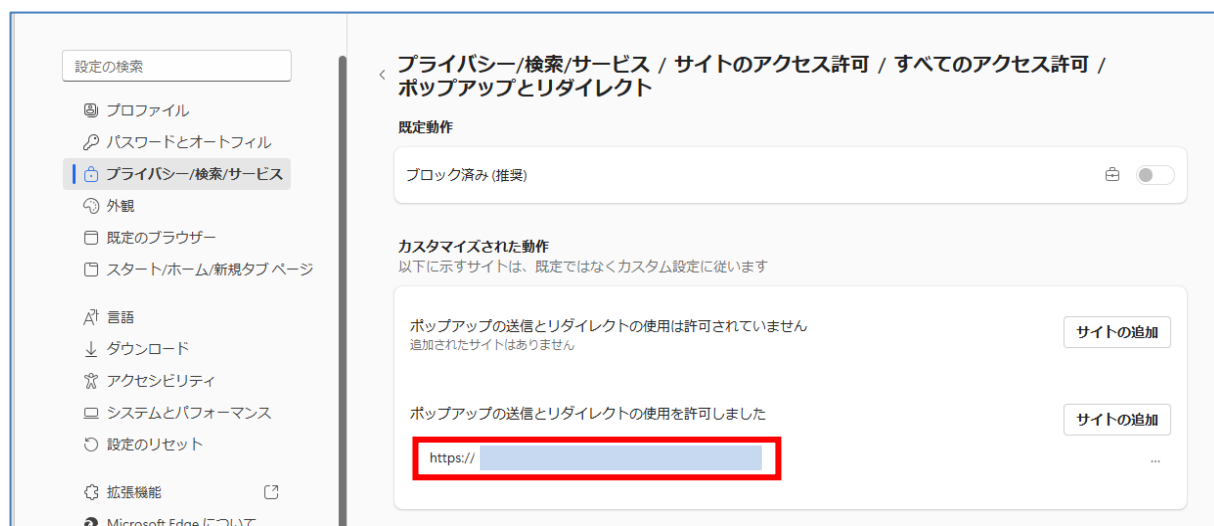 設定の検索
プロファイル
パスワードとオートフィル
プライバシー/検索/サービス
外観
既定のブラウザー
スタート/ホーム/新規タブ ページ
言語
ダウンロード
アクセシビリティ
システムとパフォーマンス
設定のリセット
拡張機能
Microsoft Edge について
プライバシー/検索/サービス / サイトのアクセス許可 / すべてのアクセス許可 /
ポップアップとリダイレクト
既定動作
ブロック済み (推奨)
カスタマイズされた動作
以下に示すサイトは、既定ではなくカスタム設定に従います
ポップアップの送信とリダイレクトの使用は許可されていません
サイトの追加
追加されたサイトはありません
ポップアップの送信とリダイレクトの使用を許可しました
サイトの追加
https://